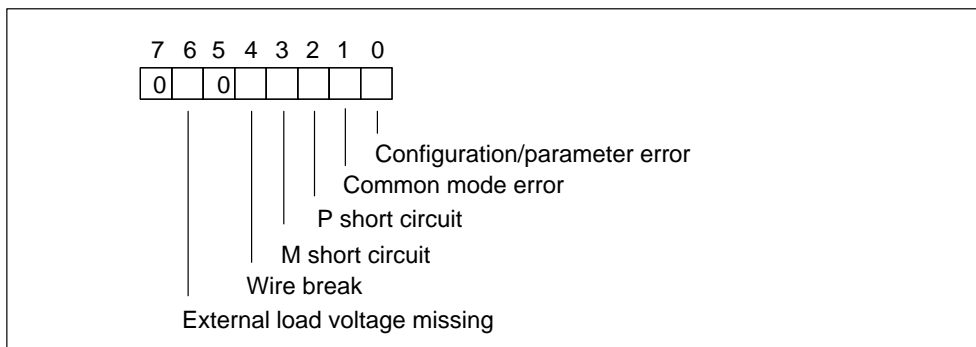 7 6 5 4 3 2 1 0
0 0
Configuration/parameter error
Common mode error
P short circuit
M short circuit
Wire break
External load voltage missing